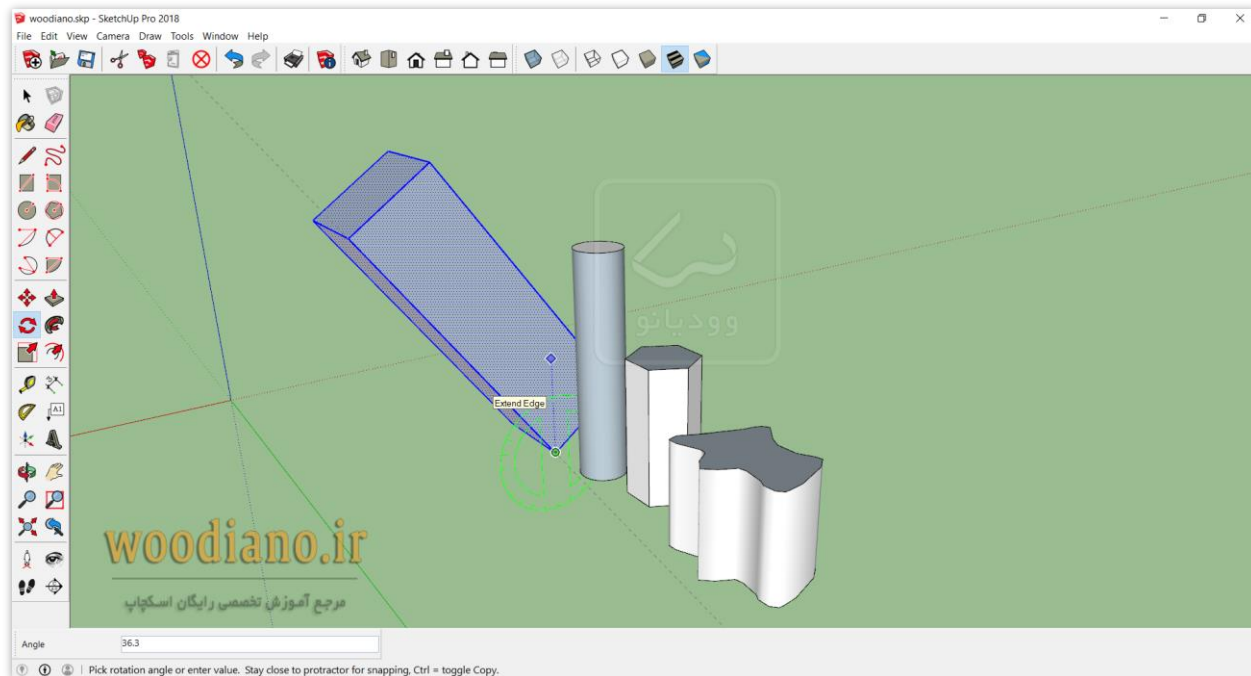 woodiano.skp - SketchUp Pro 2018
File Edit View Camera Draw Tools Window Help
A1
وودیانو
Extend Edge
woodiano.ir
مرجع آموزش تخصصی رایگان اسکچاپ
Angle 36.3
Pick rotation angle or enter value. Stay close to protractor for snapping, Ctrl = toggle Copy.